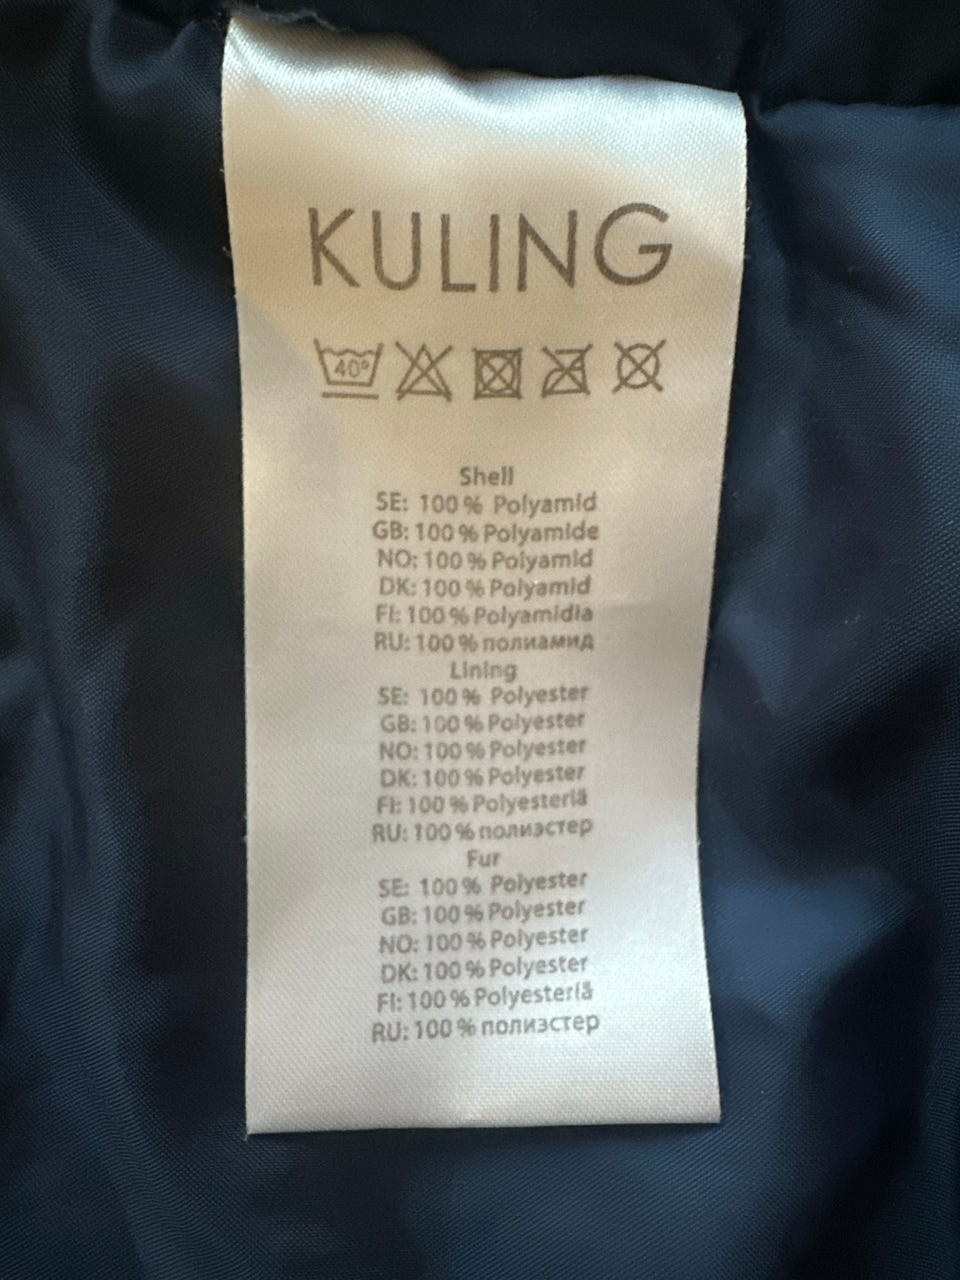 KULING
40°
Shell
SE: 100 % Polyamid
GB: 100 % Polyamide
NO: 100 % Polyamid
DK: 100 % Polyamid
FI: 100 % Polyamidia
RU: 100 % полиамид
Lining
SE: 100 % Polyester
GB: 100 % Polyester
NO: 100 % Polyester
DK: 100 % Polyester
FI: 100 % Polyesteriä
RU: 100 % полиэстер
Fur
SE: 100 % Polyester
GB: 100 % Polyester
NO: 100 % Polyester
DK: 100 % Polyester
FI: 100 % Polyesteriä
RU: 100 % полиэстер